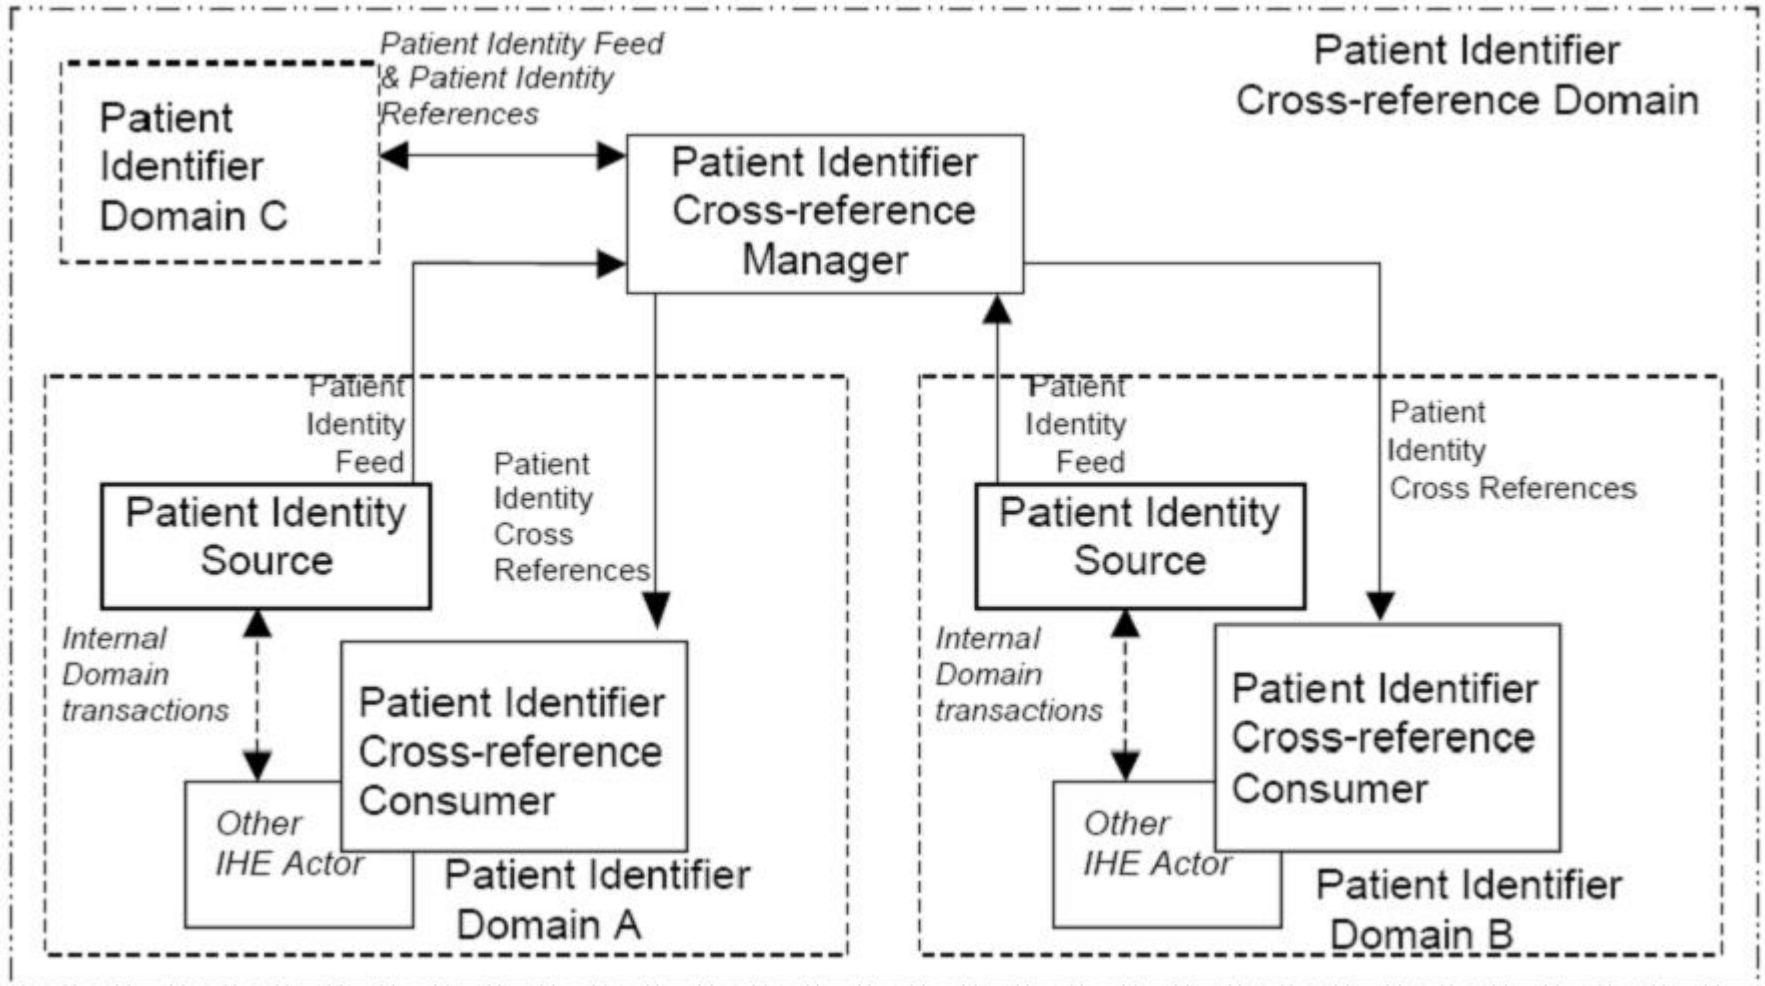 Patient Identity Feed
& Patient Identity
References
Patient Identifier
Cross-reference Domain
Patient
Identifier
Domain C
Patient Identifier
Cross-reference
Manager
Patient
Identity
Feed
Patient
Identity
Cross
References
Patient Identity
Source
Internal
Domain
transactions
Patient Identifier
Cross-reference
Consumer
Other
IHE Actor
Patient Identifier
Domain A
Patient
Identity
Feed
Patient
Identity
Cross References
Patient Identity
Source
Internal
Domain
transactions
Patient Identifier
Cross-reference
Consumer
Other
IHE Actor
Patient Identifier
Domain B